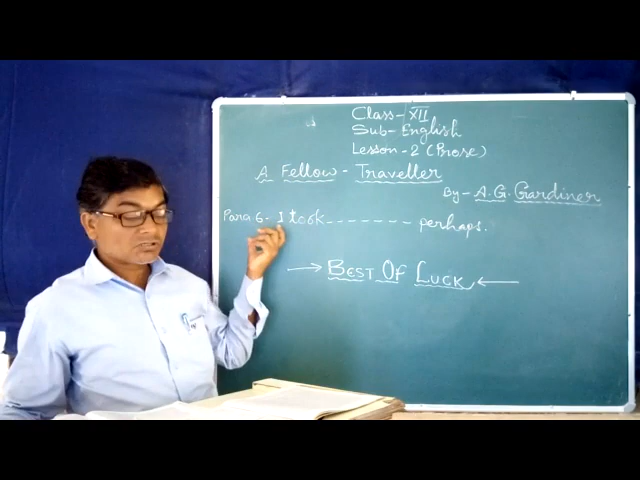 Class-XII
Sub-English
Lesson-2 (Prose)
A Fellow-Traveller
By-A.G. Gardiner
Para 6- I took------- perhaps.
→ BEST OF LUCK ←